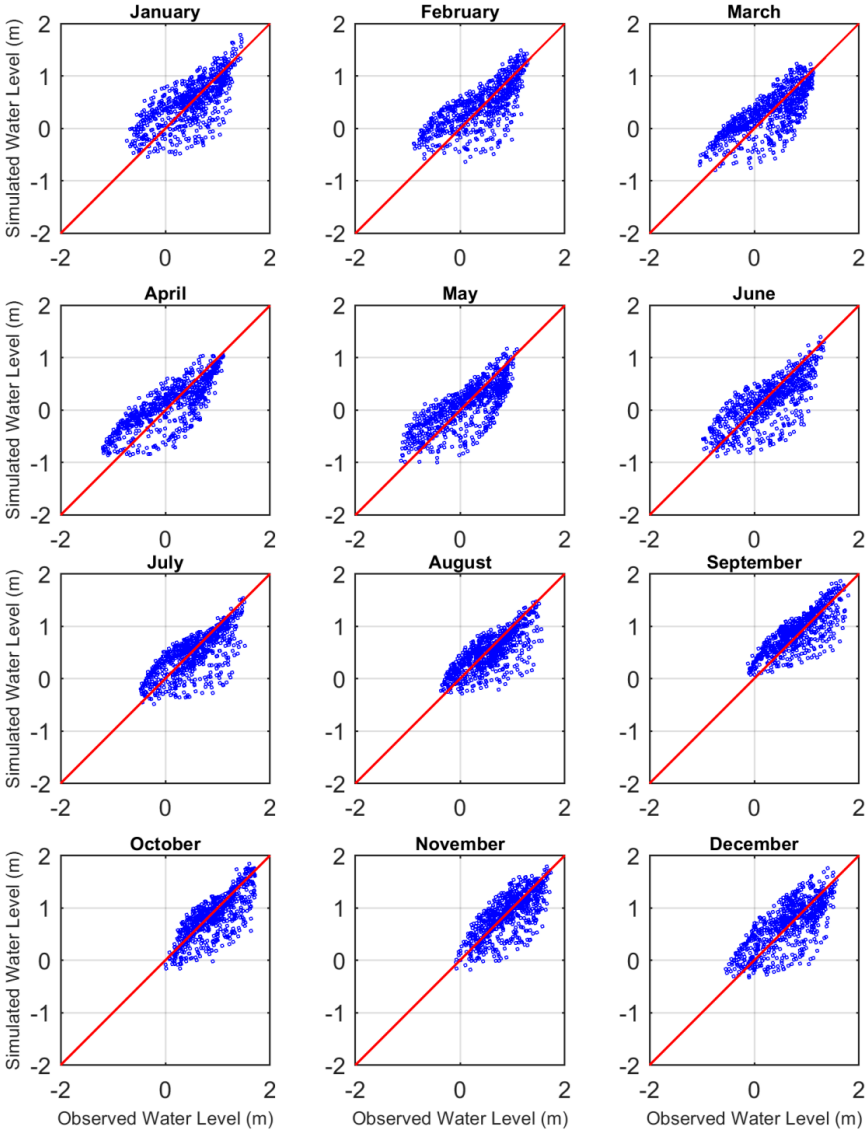 January February March
Simulated Water Level (m)
2 2 2
1 1 1
0 0 0
-1 -1 -1
-2 -2 -2
-2 0 2 -2 0 2 -2 0 2
April May June
Simulated Water Level (m)
2 2 2
1 1 1
0 0 0
-1 -1 -1
-2 -2 -2
-2 0 2 -2 0 2 -2 0 2
July August September
Simulated Water Level (m)
2 2 2
1 1 1
0 0 0
-1 -1 -1
-2 -2 -2
-2 0 2 -2 0 2 -2 0 2
October November December
Simulated Water Level (m)
2 2 2
1 1 1
0 0 0
-1 -1 -1
-2 -2 -2
-2 0 2 -2 0 2 -2 0 2
Observed Water Level (m) Observed Water Level (m) Observed Water Level (m)